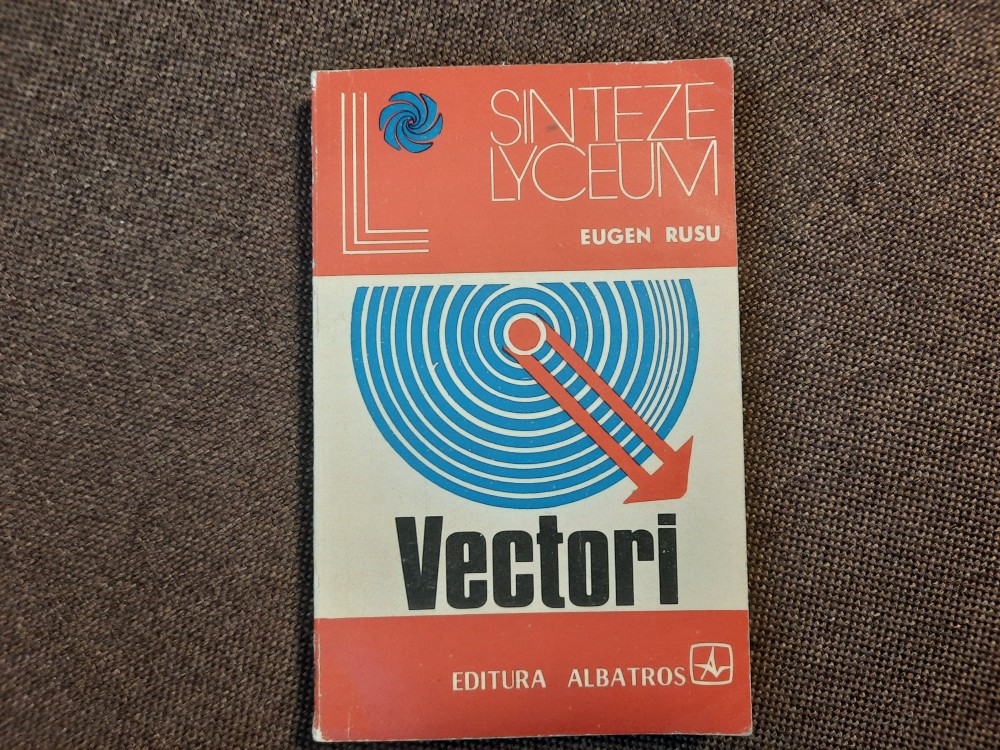 SINTEZE
LYCEUM
EUGEN RUSU
Vectori
EDITURA ALBATROS